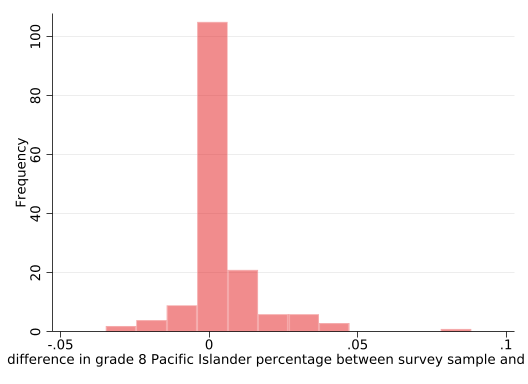 Frequency
100
80
60
40
20
0
-.05 0 .05 .1
difference in grade 8 Pacific Islander percentage between survey sample and